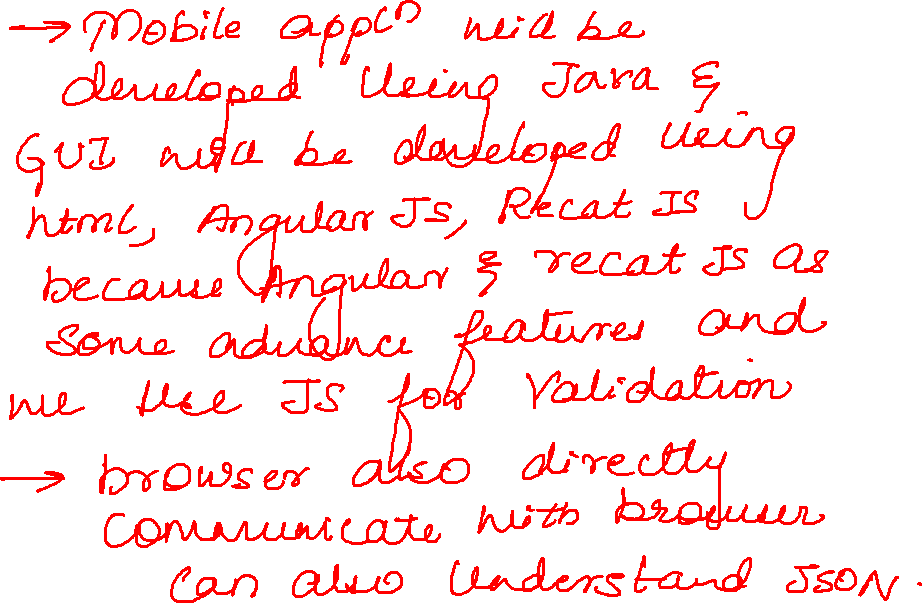 → Mobile appcn will be
developed Using Java &
GUI will be developed Using
html, Angular JS, Recat JS
because Angular & recat JS as
some advance features and
we Use JS for Validation
→ browser also directly
Communicate with browser
Can also Understand JSON.